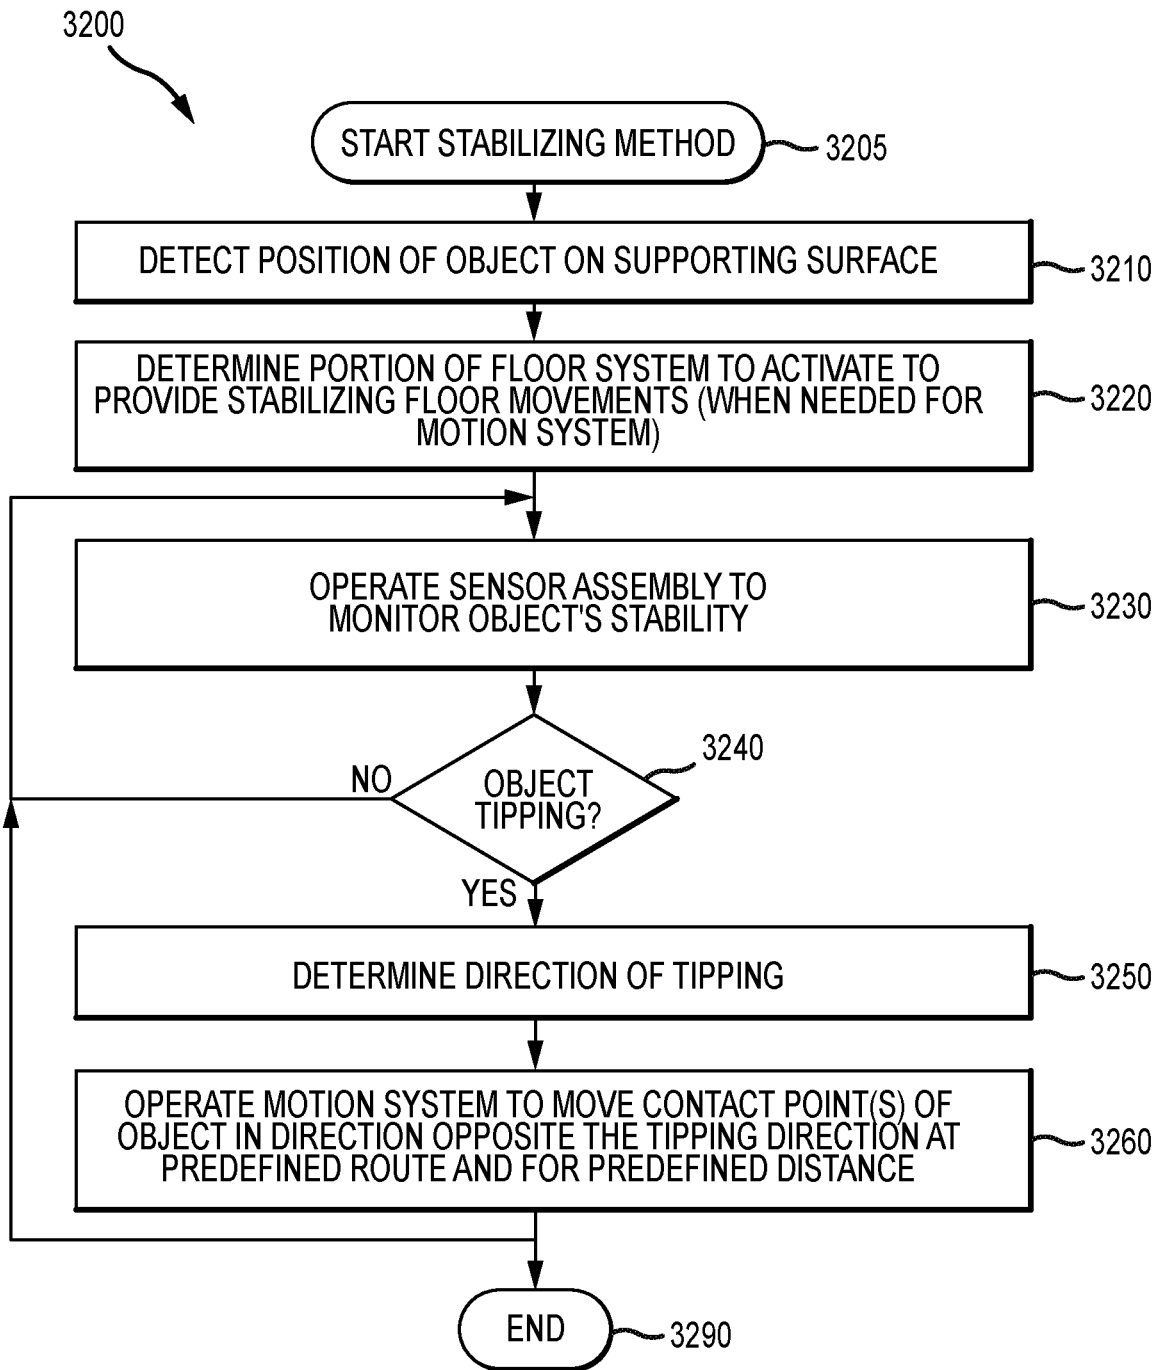 3200
START STABILIZING METHOD
3205
DETECT POSITION OF OBJECT ON SUPPORTING SURFACE
3210
DETERMINE PORTION OF FLOOR SYSTEM TO ACTIVATE TO
PROVIDE STABILIZING FLOOR MOVEMENTS (WHEN NEEDED FOR
MOTION SYSTEM)
3220
OPERATE SENSOR ASSEMBLY TO
MONITOR OBJECT'S STABILITY
3230
OBJECT
TIPPING?
3240
NO
YES
DETERMINE DIRECTION OF TIPPING
3250
OPERATE MOTION SYSTEM TO MOVE CONTACT POINT(S) OF
OBJECT IN DIRECTION OPPOSITE THE TIPPING DIRECTION AT
PREDEFINED ROUTE AND FOR PREDEFINED DISTANCE
3260
END
3290